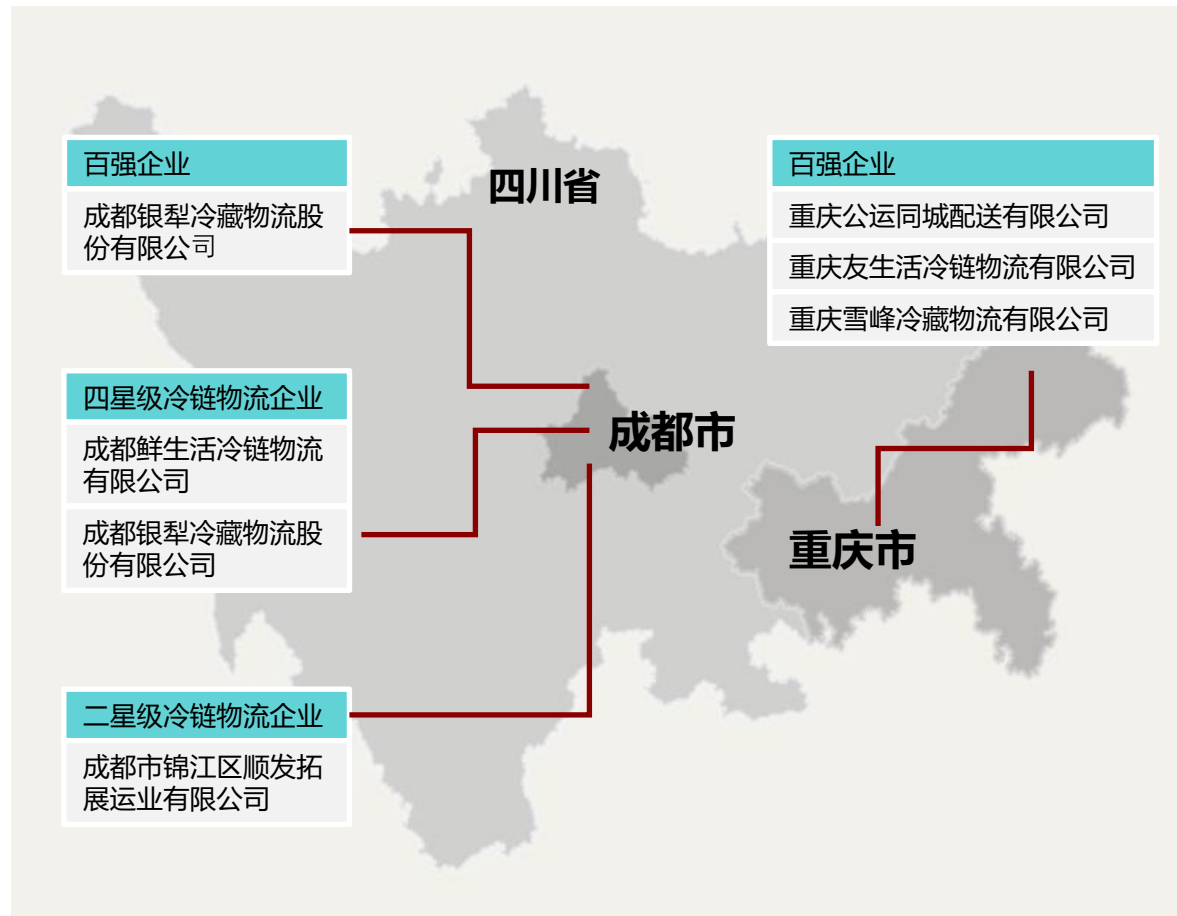 四川省
百强企业
成都银犁冷藏物流股
份有限公司
四星级冷链物流企业
成都鲜生活冷链物流
有限公司
成都银犁冷藏物流股
份有限公司
二星级冷链物流企业
成都市锦江区顺发拓
展运业有限公司
成都市
百强企业
重庆公运同城配送有限公司
重庆友生活冷链物流有限公司
重庆雪峰冷藏物流有限公司
重庆市